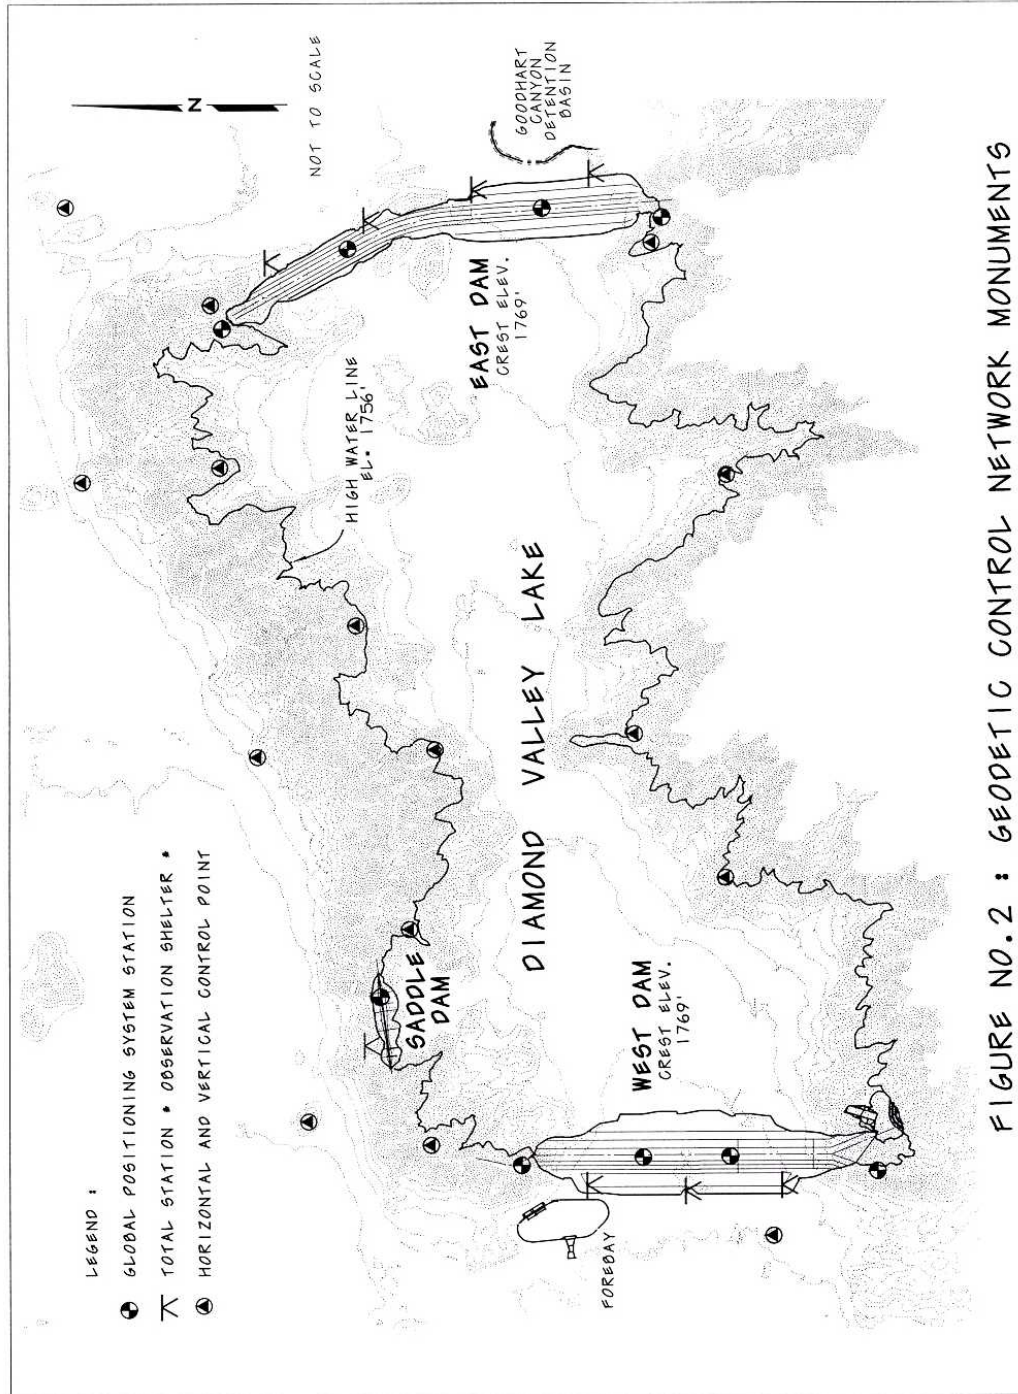 LEGEND :
GLOBAL POSITIONING SYSTEM STATION
TOTAL STATION * OBSERVATION SHELTER *
HORIZONTAL AND VERTICAL CONTROL POINT
N
NOT TO SCALE
GOODHART
CANYON
DETENTION
BASIN
HIGH WATER LINE
EL. 1756'
EAST DAM
CREST ELEV.
1769'
SADDLE
DAM
DIAMOND VALLEY LAKE
WEST DAM
CREST ELEV.
1769'
FOREBAY
FIGURE NO.2 : GEODETIC CONTROL NETWORK MONUMENTS